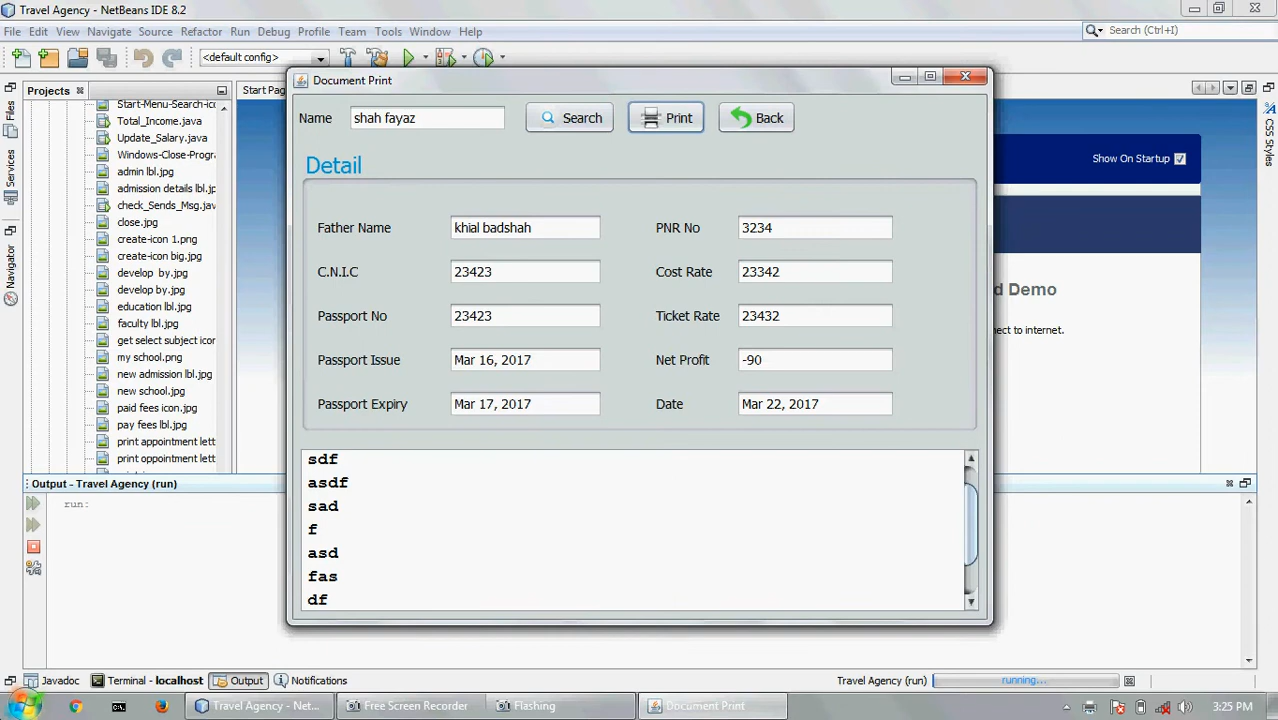 Travel Agency - NetBeans IDE 8.2
File Edit View Navigate Source Refactor Run Debug Profile Team Tools Window Help
Search (Ctrl+I)
<default config>
Document Print
Projects
Start Pag
Files
Services
Navigator
CSS Styles
Start-Menu-Search-ic
Total_Income.java
Update_Salary.java
Windows-Close-Progr
admin lbl.jpg
admission details lbl.j
check_Sends_Msg.jav
close.jpg
create-icon 1.png
create-icon big.jpg
develop by.jpg
develop by.jpg
education lbl.jpg
faculty lbl.jpg
get select subject icor
my school.png
new admission lbl.jpg
new school.jpg
paid fees icon.jpg
pay fees lbl.jpg
print appointment lett
print oppointment lett
Name shah fayaz Search Print Back
Detail
Father Name khial badshah PNR No 3234
C.N.I.C 23423 Cost Rate 23342
Passport No 23423 Ticket Rate 23432
Passport Issue Mar 16, 2017 Net Profit -90
Passport Expiry Mar 17, 2017 Date Mar 22, 2017
sdf
asdf
sad
f
asd
fas
df
Show On Startup
d Demo
nect to internet.
Output - Travel Agency (run)
run:
Javadoc Terminal - localhost Output Notifications
Travel Agency (run) running...
Travel Agency - Net... Free Screen Recorder Flashing Document Print
3:25 PM